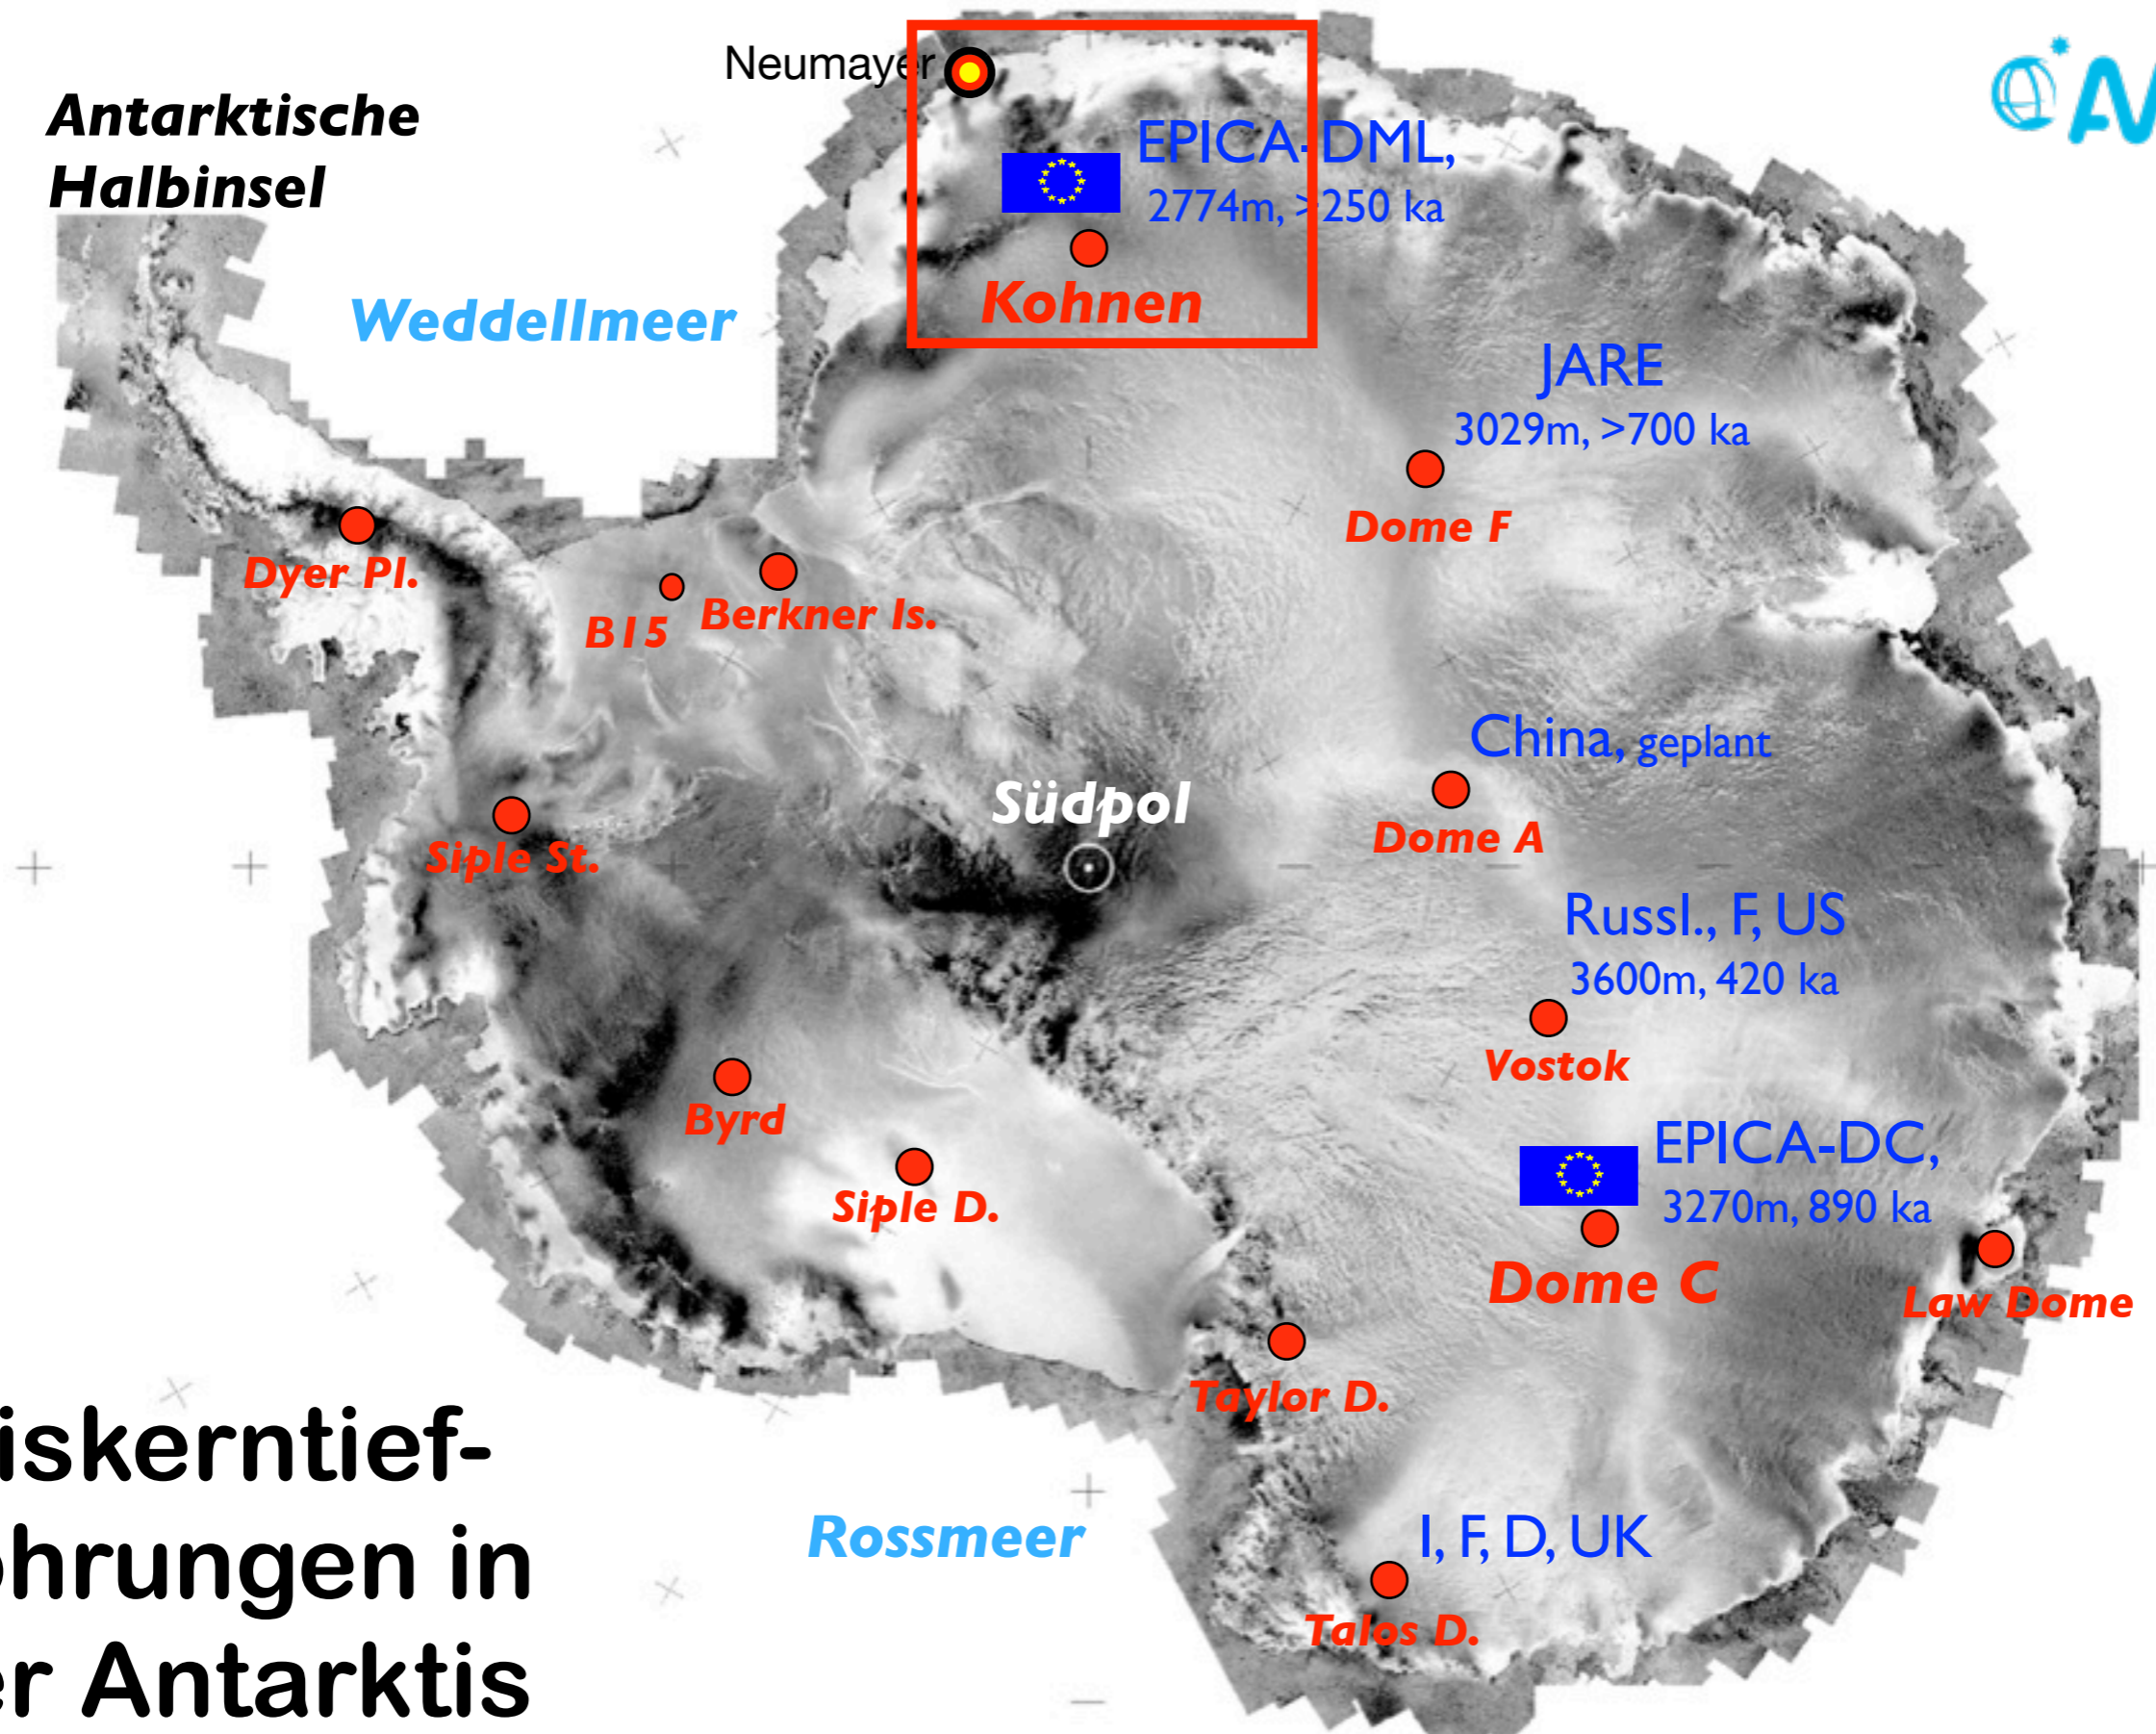 Neumayer
Antarktische
Halbinsel
EPICA-DML,
2774m, >250 ka
Kohnen
Weddellmeer
JARE
3029m, >700 ka
Dome F
Dyer Pl.
B15
Berkner Is.
China, geplant
Südpol
Dome A
Siple St.
Russl., F, US
3600m, 420 ka
Vostok
Byrd
EPICA-DC,
3270m, 890 ka
Siple D.
Dome C
Law Dome
Taylor D.
iskerntief-
ohrungen in
er Antarktis
Rossmeer
I, F, D, UK
Talos D.